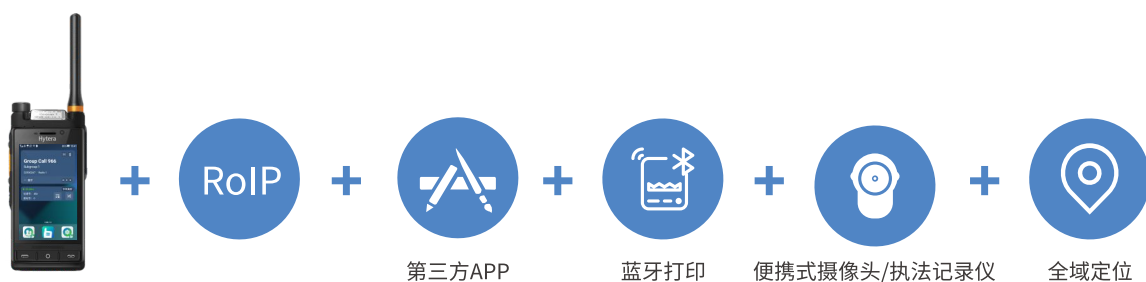 Hytera
Group Call 966
RoIP
第三方APP
蓝牙打印
便携式摄像头/执法记录仪
全域定位